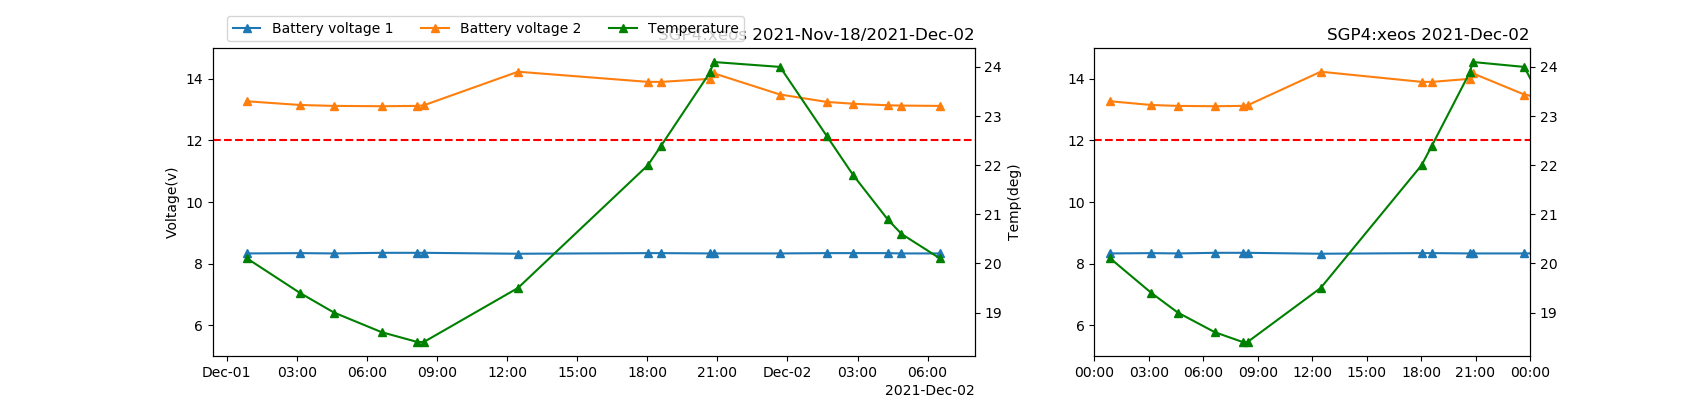 Battery voltage 1 Battery voltage 2 Temperature
SGP4:xeos 2021-Nov-18/2021-Dec-02
SGP4:xeos 2021-Dec-02
14
12
10
8
6
Voltage(v)
24
23
22
21
20
19
Temp(deg)
Dec-01 03:00 06:00 09:00 12:00 15:00 18:00 21:00 Dec-02 03:00 06:00
2021-Dec-02
14
12
10
8
6
24
23
22
21
20
19
00:00 03:00 06:00 09:00 12:00 15:00 18:00 21:00 00:00